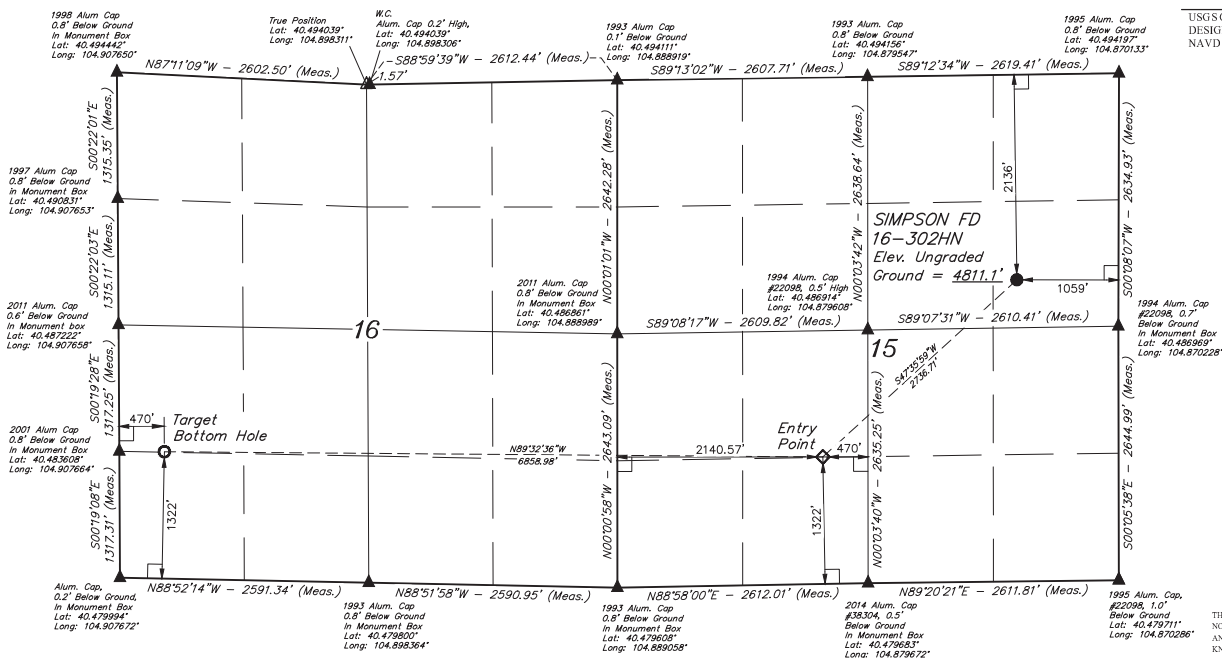 1998 Alum Cap
0.8' Below Ground
In Monument Box
Lat: 40.494442°
Long: 104.907650°
True Position
Lat: 40.494039°
Long: 104.898311°
W.C.
Alum. Cap 0.2' High,
Lat: 40.494039°
Long: 104.898306°
1993 Alum Cap
0.1' Below Ground
Lat: 40.494111°
Long: 104.888919°
1993 Alum. Cap
0.8' Below Ground
Lat: 40.494156°
Long: 104.879547°
1995 Alum. Cap
0.8' Below Ground
Lat: 40.494197°
Long: 104.870133°
USGS
DESIG
NAVD
N87°11'09"W - 2602.50' (Meas.)
S88°59'39"W - 2612.44' (Meas.)
1.57'
S89°13'02"W - 2607.71' (Meas.)
S89°12'34"W - 2619.41' (Meas.)
S00°22'01"E
1315.35' (Meas.)
1997 Alum Cap
0.8' Below Ground
in Monument Box
Lat: 40.490831°
Long: 104.907653°
S00°22'03"E
1315.11' (Meas.)
N00°01'01"W - 2642.28' (Meas.)
N00°03'42"W - 2638.64' (Meas.)
2136'
S00°08'07"W - 2634.93' (Meas.)
SIMPSON FD
16-302HN
Elev. Ungraded
Ground = 4811.1'
1059'
2011 Alum. Cap
0.6' Below Ground
In Monument box
Lat: 40.487222°
Long: 104.907658°
16
2011 Alum. Cap
0.8' Below Ground
In Monument Box
Lat: 40.486861°
Long: 104.888989°
1994 Alum. Cap
#22098, 0.5' High
Lat: 40.486914°
Long: 104.879608°
S89°08'17"W - 2609.82' (Meas.)
S89°07'31"W - 2610.41' (Meas.)
15
1994 Alum. Cap
#22098, 0.7'
Below Ground
In Monument Box
Lat: 40.486969°
Long: 104.870228°
S00°19'28"E
1317.25' (Meas.)
S47°35'59"W
2736.71'
470'
Target
Bottom Hole
2001 Alum Cap
0.8' Below Ground
In Monument Box
Lat: 40.483608°
Long: 104.907664°
N89°32'36"W
6858.98'
N00°00'58"W - 2643.09' (Meas.)
2140.57'
Entry
Point
470'
N00°03'40"W - 2635.25' (Meas.)
S00°05'38"E - 2644.99' (Meas.)
S00°19'08"E
1317.31' (Meas.)
1322'
1322'
N88°52'14"W - 2591.34' (Meas.)
N88°51'58"W - 2590.95' (Meas.)
N88°58'00"E - 2612.01' (Meas.)
N89°20'21"E - 2611.81' (Meas.)
Alum. Cap,
0.2' Below Ground,
In Monument Box
Lat: 40.479994°
Long: 104.907672°
1993 Alum. Cap
0.8' Below Ground
In Monument Box
Lat: 40.479800°
Long: 104.898364°
1993 Alum. Cap
0.8' Below Ground
In Monument Box
Lat: 40.479608°
Long: 104.889058°
2014 Alum. Cap
#38304, 0.5'
Below Ground
In Monument Box
Lat: 40.479683°
Long: 104.879672°
1995 Alum. Cap,
#22098, 1.0'
Below Ground
Lat: 40.479711°
Long: 104.870286°
TH
NO
AN
KN